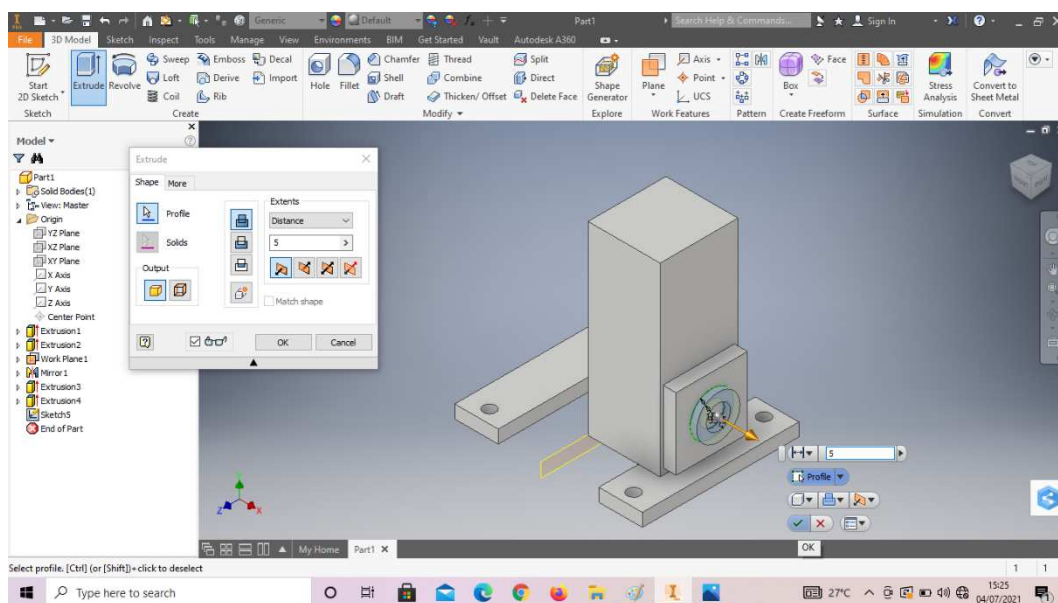 Generic Default Part1 Search Help & Commands... Sign In
File 3D Model Sketch Inspect Tools Manage View Environments BIM Get Started Vault Autodesk A360
Start 2D Sketch
Extrude
Revolve
Sweep Emboss Decal
Loft Derive Import
Coil Rib
Hole
Fillet
Chamfer Thread Split
Shell Combine Direct
Draft Thicken/ Offset Delete Face
Shape Generator
Plane
Axis
Point
UCS
Box
Face
Stress Analysis
Convert to Sheet Metal
Sketch Create Modify Explore Work Features Pattern Create Freeform Surface Simulation Convert
Model
Part1
Solid Bodies(1)
View: Master
Origin
YZ Plane
XZ Plane
XY Plane
X Axis
Y Axis
Z Axis
Center Point
Extrusion1
Extrusion2
Work Plane1
Mirror1
Extrusion3
Extrusion4
Sketch5
End of Part
Extrude
Shape More
Profile
Solids
Output
Extents
Distance
5
Match shape
OK Cancel
5
Profile
OK
Z X
My Home Part1
Select profile. [Ctrl] (or [Shift])+click to deselect 1 1
Type here to search
27°C
15:25
04/07/2021